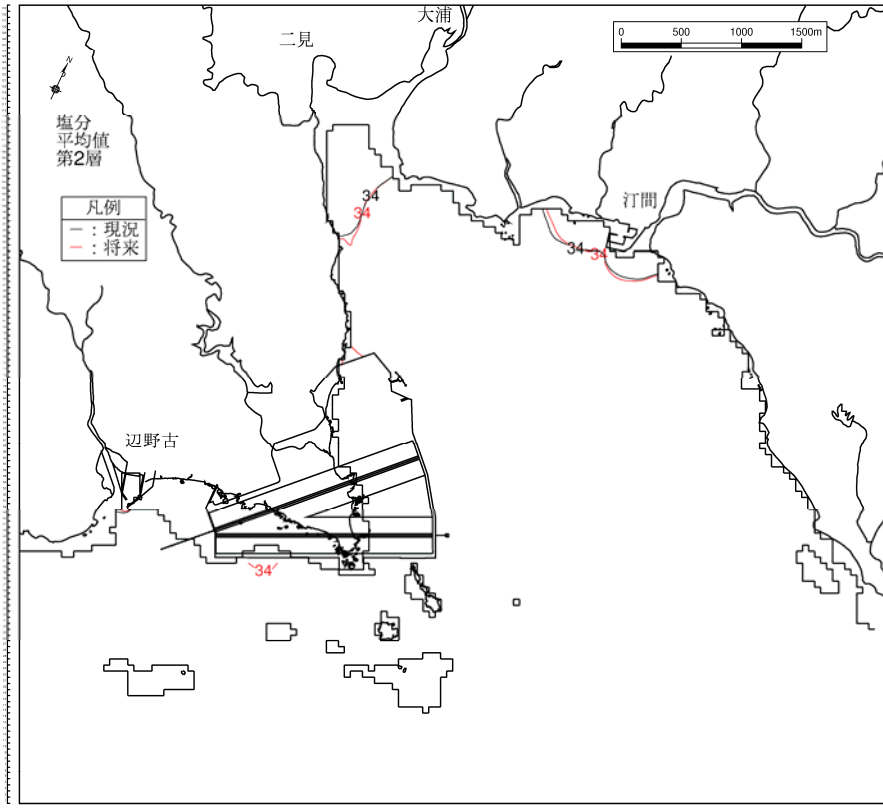 大浦
二見
0 500 1000 1500m
N
塩分
平均値
第2層
凡例
― : 現況
― : 将来
34
34
汀間
34
34
辺野古
34